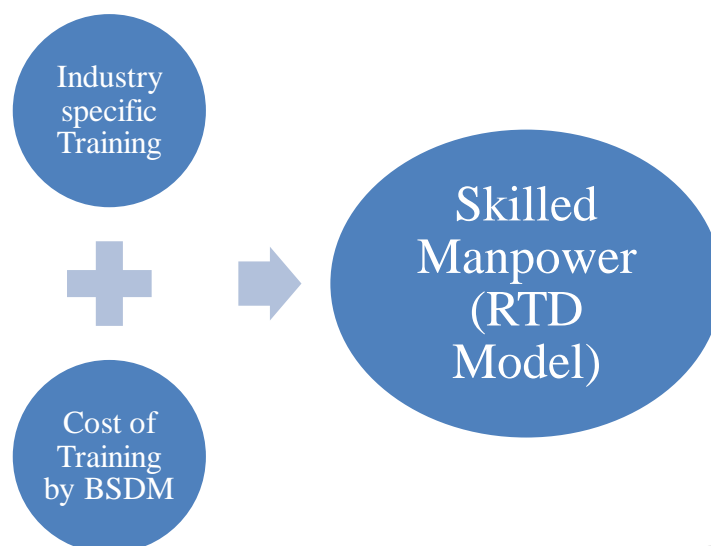 Industry
specific
Training
Cost of
Training
by BSDM
Skilled
Manpower
(RTD
Model)